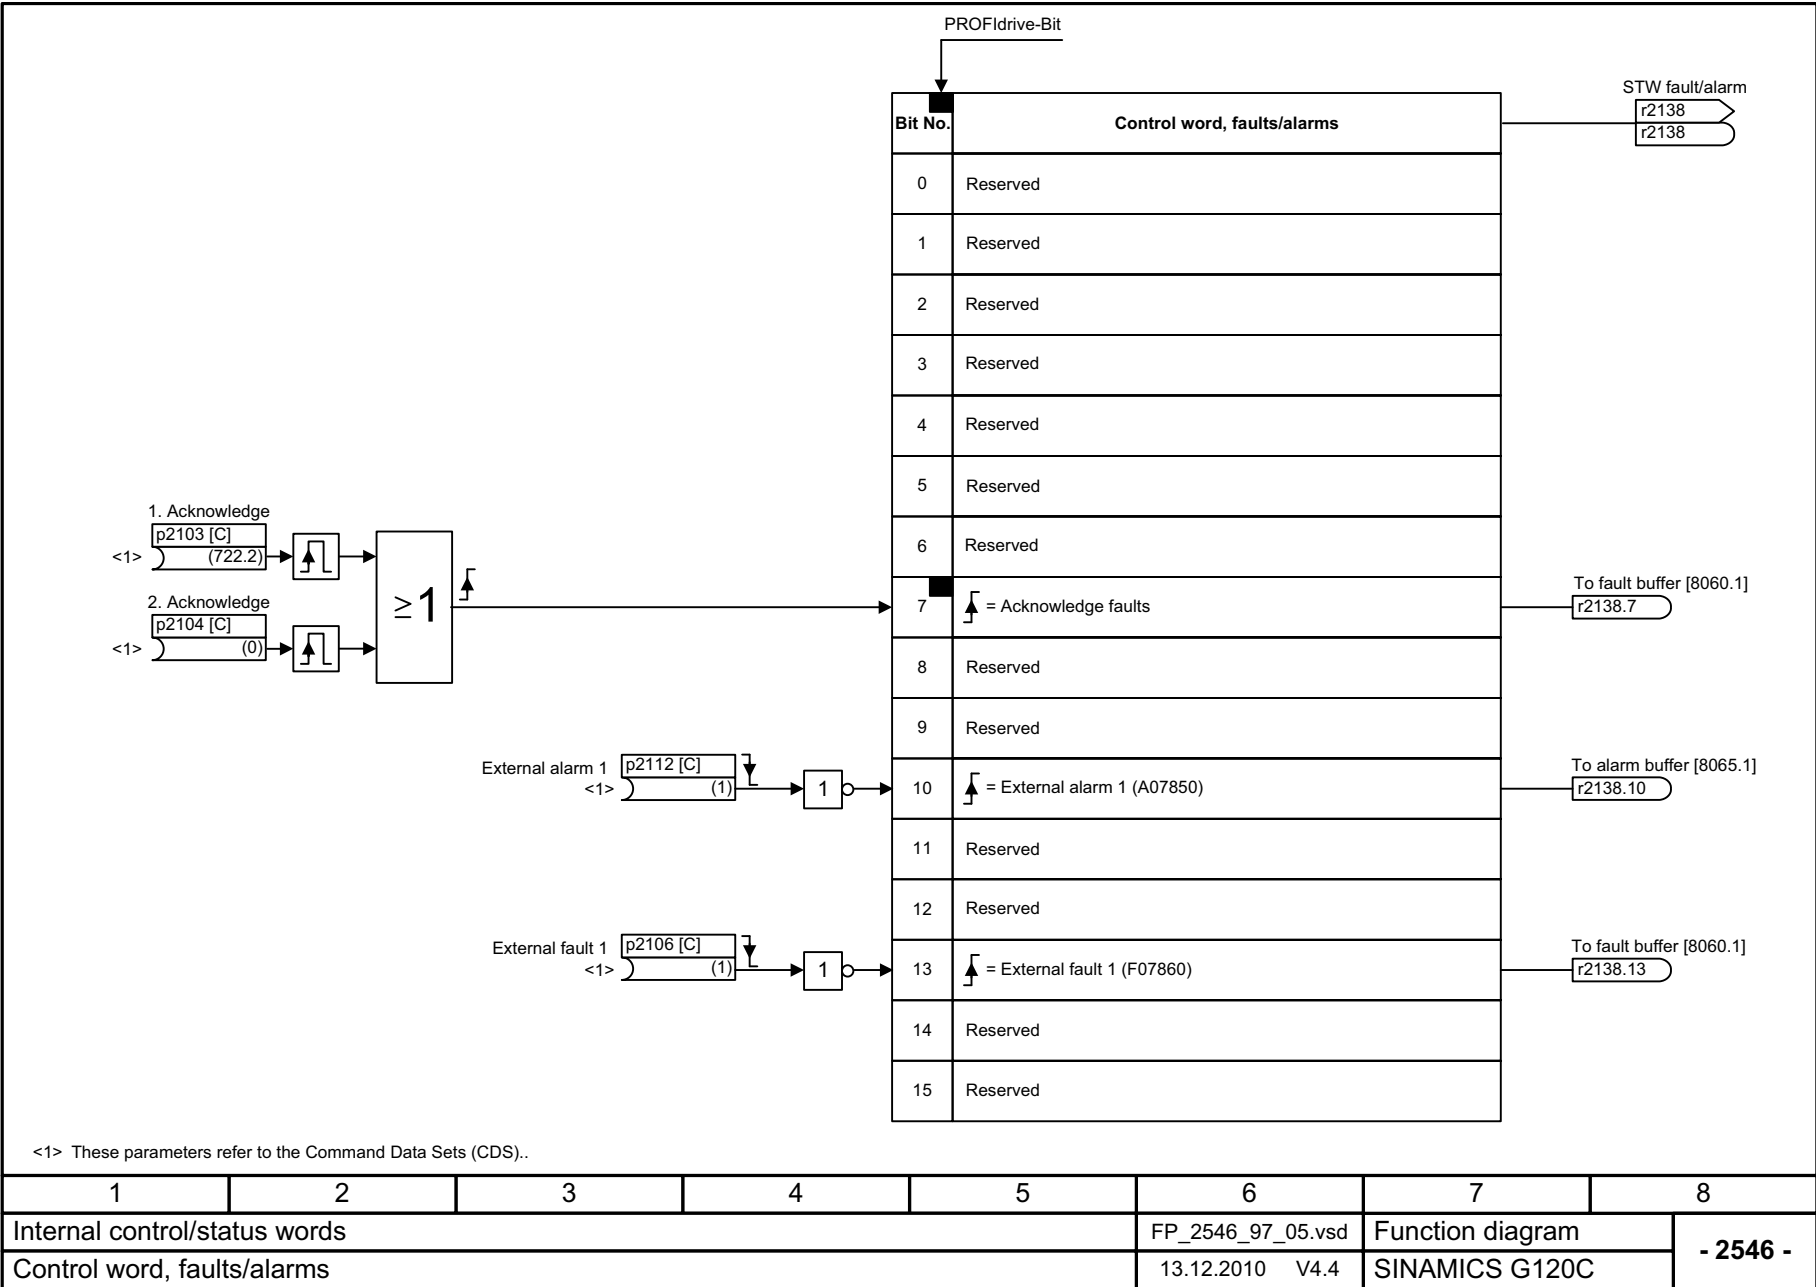 PROFIdrive-Bit
STW fault/alarm
r2138
r2138
Bit No. Control word, faults/alarms
0 Reserved
1 Reserved
2 Reserved
3 Reserved
4 Reserved
5 Reserved
6 Reserved
1. Acknowledge
p2103 [C]
<1> (722.2)
2. Acknowledge
p2104 [C]
<1> (0)
≥1
7 = Acknowledge faults
To fault buffer [8060.1]
r2138.7
8 Reserved
9 Reserved
External alarm 1 p2112 [C]
<1> (1)
1
10 = External alarm 1 (A07850)
To alarm buffer [8065.1]
r2138.10
11 Reserved
12 Reserved
External fault 1 p2106 [C]
<1> (1)
1
13 = External fault 1 (F07860)
To fault buffer [8060.1]
r2138.13
14 Reserved
15 Reserved
<1> These parameters refer to the Command Data Sets (CDS)..
1 2 3 4 5 6 7 8
Internal control/status words FP_2546_97_05.vsd Function diagram
- 2546 -
Control word, faults/alarms 13.12.2010 V4.4 SINAMICS G120C